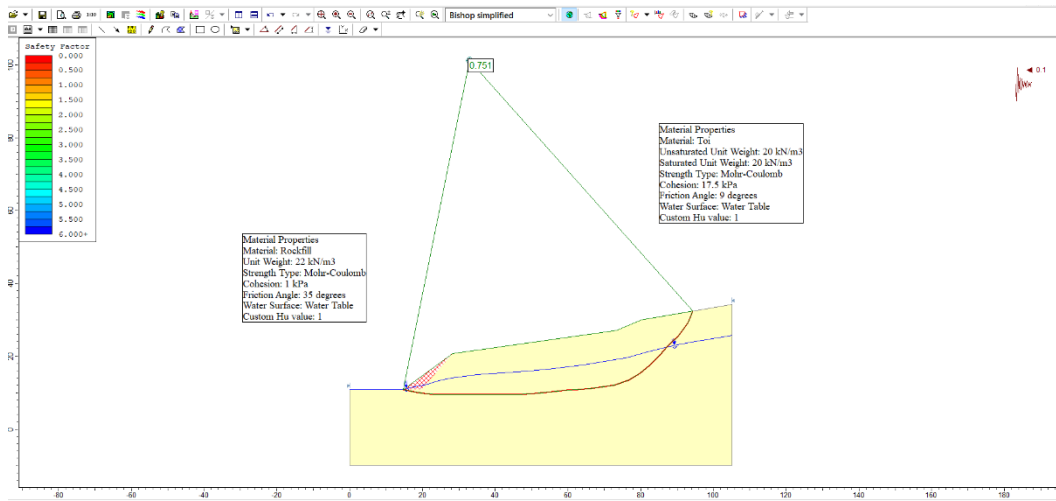 Bishop simplified
Safety Factor
0.000
0.500
1.000
1.500
2.000
2.500
3.000
3.500
4.000
4.500
5.000
5.500
6.000+
0.751
0.1
Material Properties
Material: Toi
Unsaturated Unit Weight: 20 kN/m3
Saturated Unit Weight: 20 kN/m3
Strength Type: Mohr-Coulomb
Cohesion: 17.5 kPa
Friction Angle: 9 degrees
Water Surface: Water Table
Custom Hu value: 1
Material Properties
Material: Rockfill
Unit Weight: 22 kN/m3
Strength Type: Mohr-Coulomb
Cohesion: 1 kPa
Friction Angle: 35 degrees
Water Surface: Water Table
Custom Hu value: 1
100
80
60
40
20
0
-80 -60 -40 -20 0 20 40 60 80 100 120 140 160 180